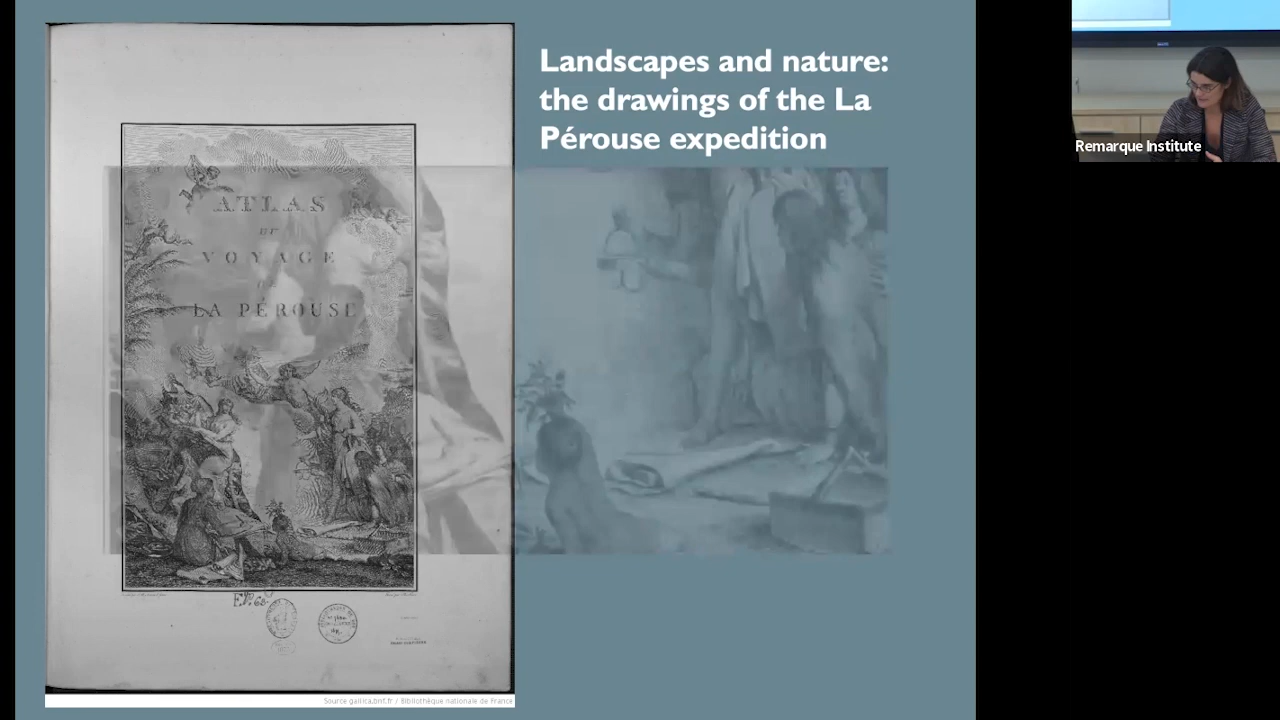 Landscapes and nature:
the drawings of the La
Pérouse expedition
ATLAS
DU
VOYAGE
DE
LA PÉROUSE
Source gallica.bnf.fr / Bibliothèque nationale de France
Remarque Institute